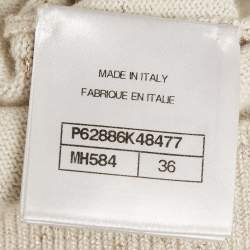 MADE IN ITALY
FABRIQUE EN ITALIE
P62886K48477
MH584 36